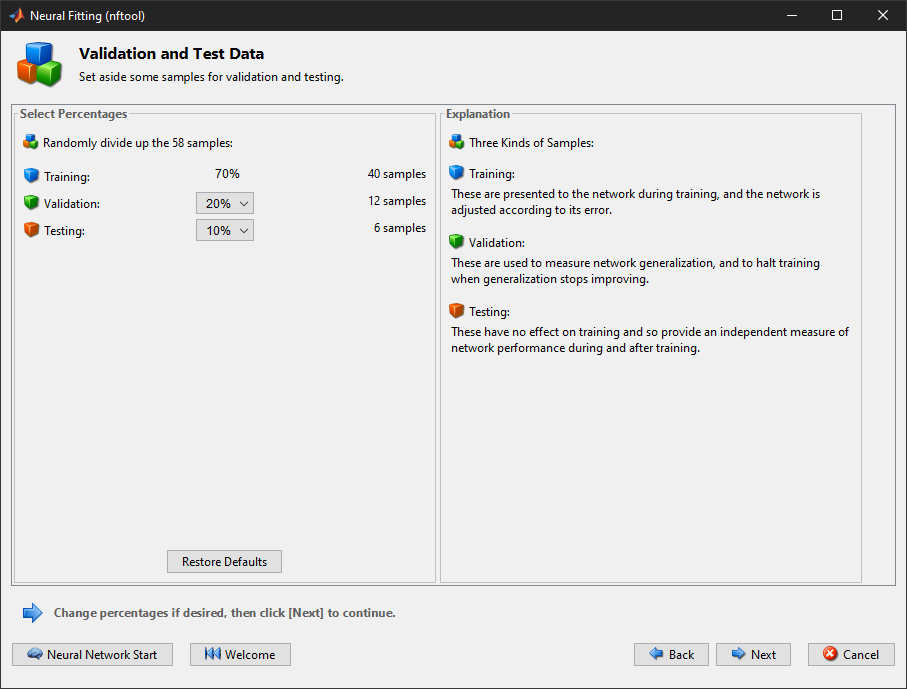 Neural Fitting (nftool)
Validation and Test Data
Set aside some samples for validation and testing.
Select Percentages
Randomly divide up the 58 samples:
Training: 70% 40 samples
Validation: 20% 12 samples
Testing: 10% 6 samples
Restore Defaults
Explanation
Three Kinds of Samples:
Training:
These are presented to the network during training, and the network is
adjusted according to its error.
Validation:
These are used to measure network generalization, and to halt training
when generalization stops improving.
Testing:
These have no effect on training and so provide an independent measure of
network performance during and after training.
Change percentages if desired, then click [Next] to continue.
Neural Network Start Welcome Back Next Cancel